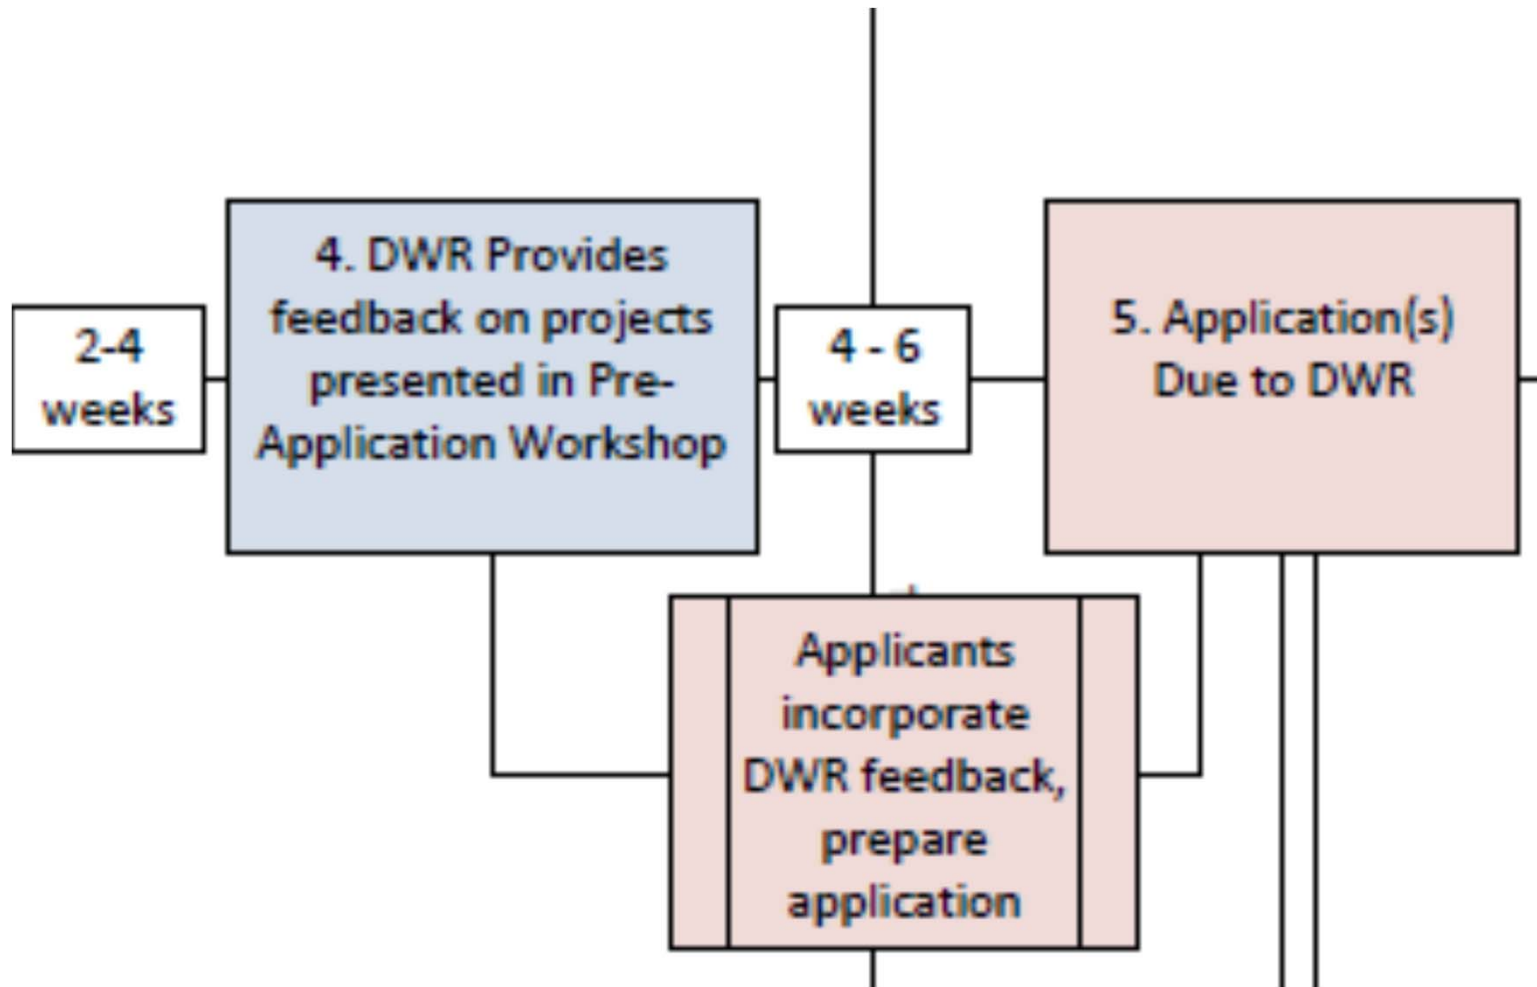 2-4
weeks
4. DWR Provides
feedback on projects
presented in Pre-
Application Workshop
4 - 6
weeks
5. Application(s)
Due to DWR
Applicants
incorporate
DWR feedback,
prepare
application